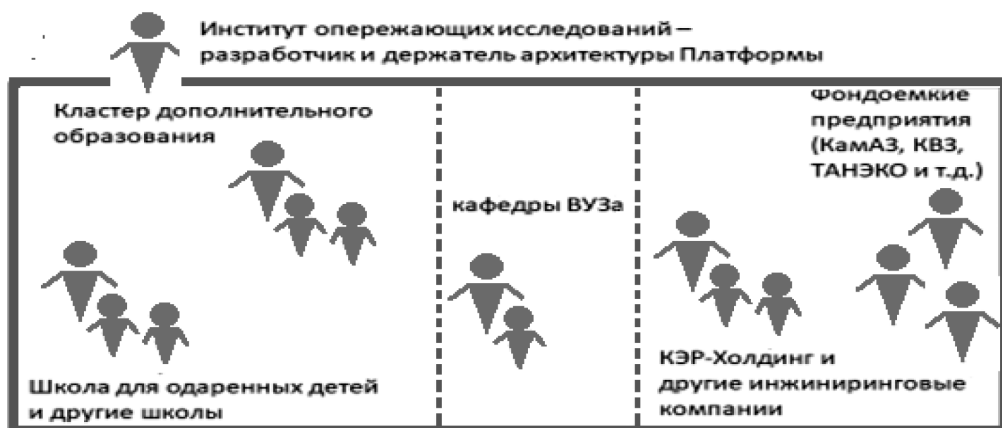 Институт опережающих исследований –
разработчик и держатель архитектуры Платформы
Кластер дополнительного
образования
кафедры ВУЗа
Фондоемкие
предприятия
(КамАЗ, КВЗ,
ТАНЭКО и т.д.)
Школа для одаренных детей
и другие школы
КЭР-Холдинг и
другие инжиниринговые
компании